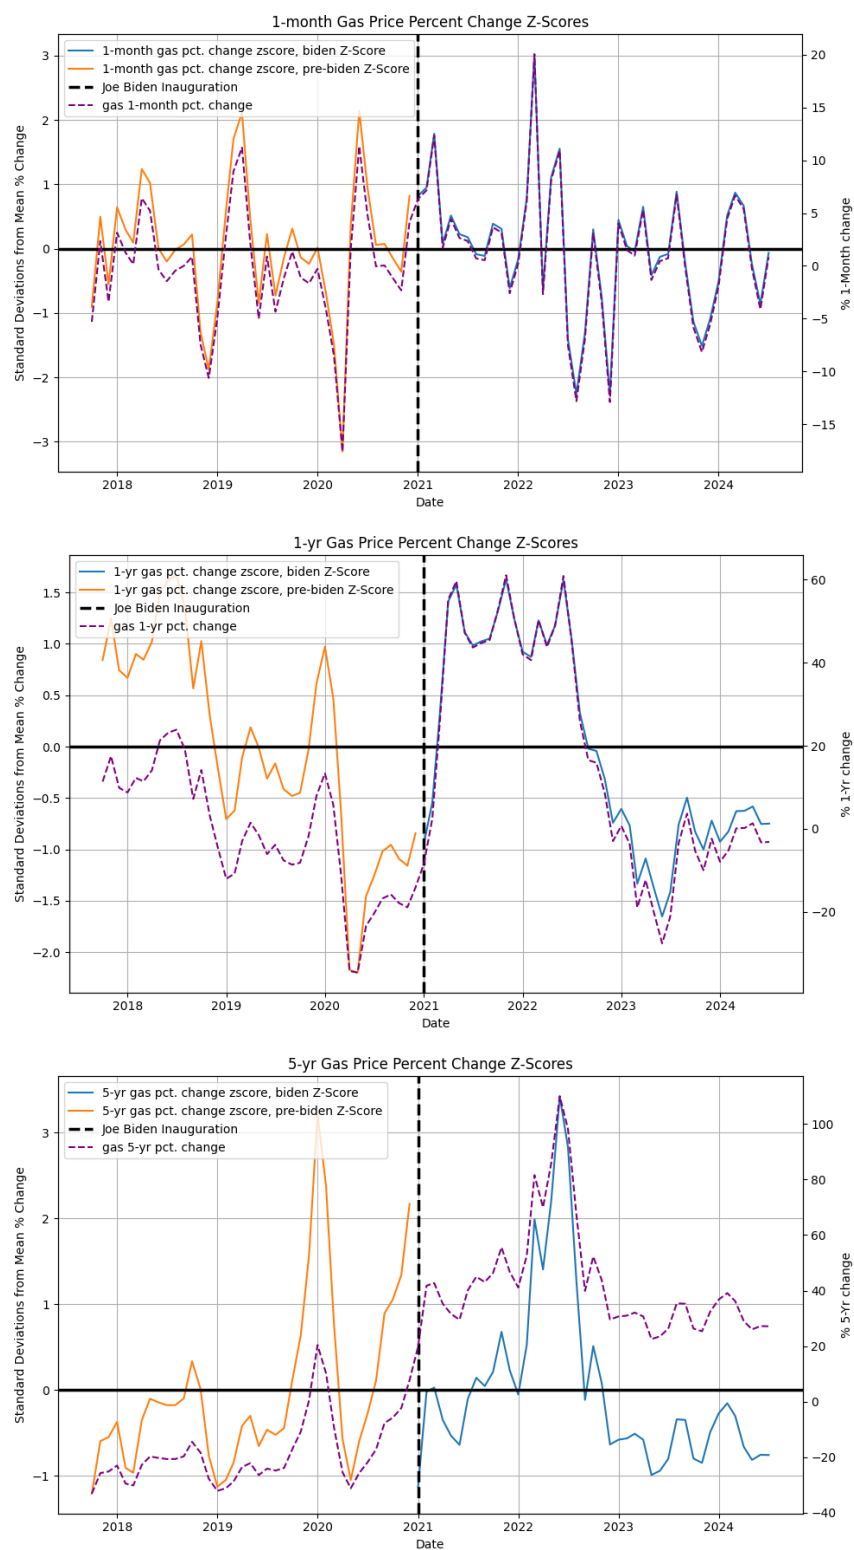 1-month Gas Price Percent Change Z-Scores
1-month gas pct. change zscore, biden Z-Score
1-month gas pct. change zscore, pre-biden Z-Score
Joe Biden Inauguration
gas 1-month pct. change
Standard Deviations from Mean % Change
3
2
1
0
−1
−2
−3
20
15
10
5
0
−5
−10
−15
% 1-Month change
2018 2019 2020 2021 2022 2023 2024
Date
1-yr Gas Price Percent Change Z-Scores
1-yr gas pct. change zscore, biden Z-Score
1-yr gas pct. change zscore, pre-biden Z-Score
Joe Biden Inauguration
gas 1-yr pct. change
Standard Deviations from Mean % Change
1.5
1.0
0.5
0.0
−0.5
−1.0
−1.5
−2.0
60
40
20
0
−20
% 1-Yr change
2018 2019 2020 2021 2022 2023 2024
Date
5-yr Gas Price Percent Change Z-Scores
5-yr gas pct. change zscore, biden Z-Score
5-yr gas pct. change zscore, pre-biden Z-Score
Joe Biden Inauguration
gas 5-yr pct. change
Standard Deviations from Mean % Change
3
2
1
0
−1
100
80
60
40
20
0
−20
−40
% 5-Yr change
2018 2019 2020 2021 2022 2023 2024
Date